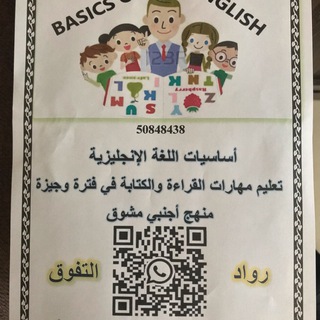 BASICS
ENGLISH
50848438
أساسيات اللغة الإنجليزية
تعليم مهارات القراءة والكتابة في فترة وجيزة
منهج أجنبي مشوق
رواد
التفوق